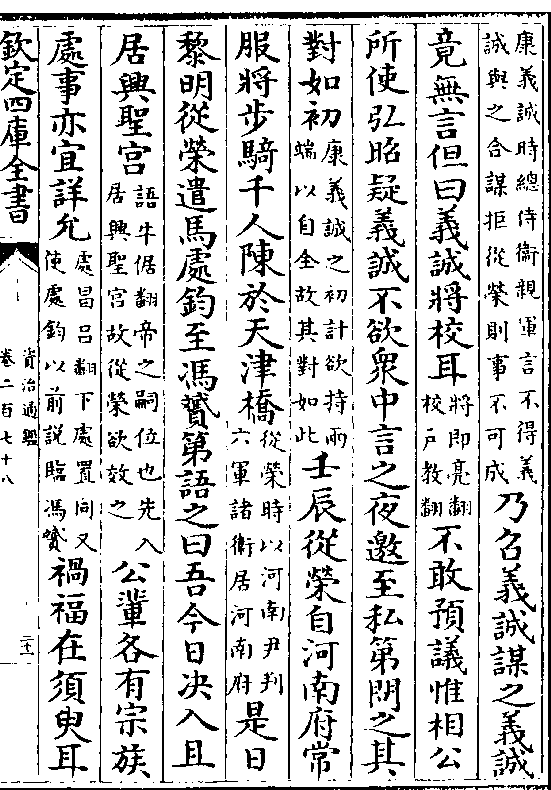 康義誠時總侍衛親軍言不得義誠與之合謀拒從榮則事不可成乃召義誠謀之義誠
竟無言但曰義誠將校耳將即亮翻校戶教翻不敢預議惟相公
所使弘昭疑義誠不欲衆中言之夜邀至私第問之其
對如初康義誠之初計欲持兩端以自全故其對如此壬辰從榮自河南府常
服將步騎千人陳於天津橋從榮時以河南尹判六軍諸衛居河南府是日
黎明從榮遣馬處鈞至馮贇第語之曰吾今日决入且
居興聖宫語牛倨翻帝之嗣位也先入居興聖宫故從榮欲效之公輩各有宗族
處事亦宜詳允處昌吕翻下處置同又使處鈞以前說臨馮贇禍福在須臾耳
欽定四庫全書
資治通鑑
卷二百七十八